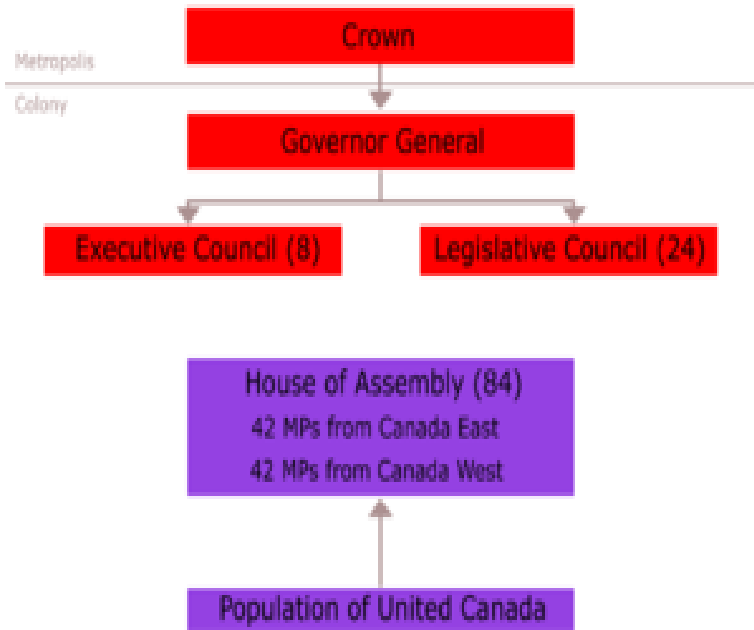 Crown
Metropolis
Colony
Governor General
Executive Council (8)
Legislative Council (24)
House of Assembly (84)
42 MPs from Canada East
42 MPs from Canada West
Population of United Canada